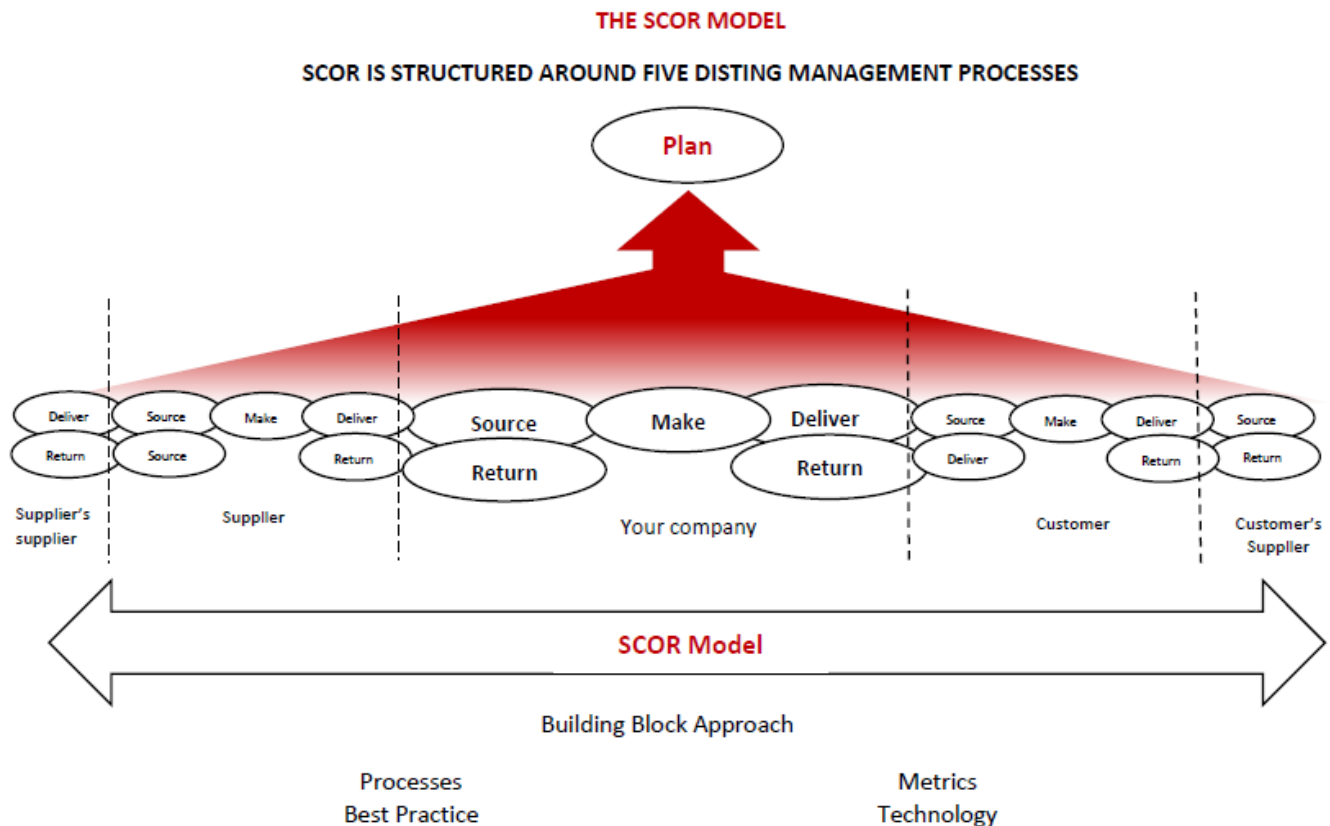 THE SCOR MODEL
SCOR IS STRUCTURED AROUND FIVE DISTING MANAGEMENT PROCESSES
Plan
Deliver
Source
Make
Deliver
Source
Make
Deliver
Source
Make
Deliver
Source
Return
Source
Return
Return
Return
Deliver
Return
Return
Supplier's
supplier
Suppller
Your company
Customer
Customer's
Suppller
SCOR Model
Building Block Approach
Processes
Metrics
Best Practice
Technology